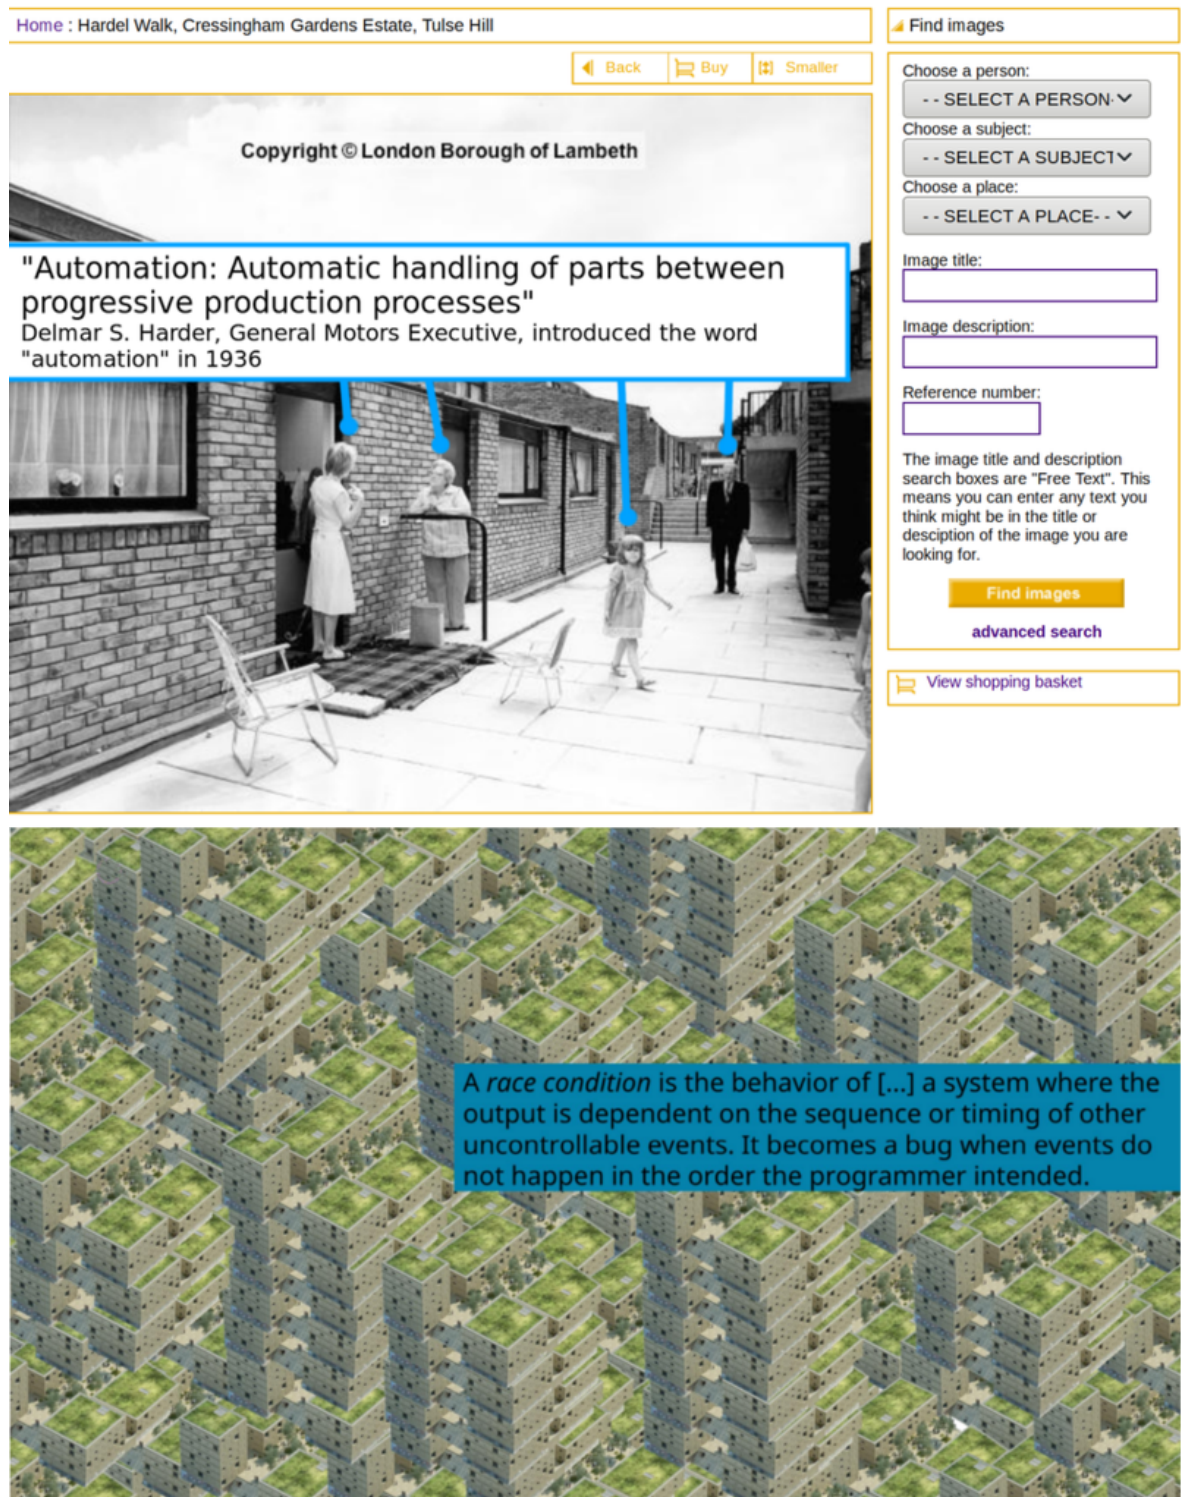 Home : Hardel Walk, Cressingham Gardens Estate, Tulse Hill
Back
Buy
Smaller
Copyright © London Borough of Lambeth
"Automation: Automatic handling of parts between
progressive production processes"
Delmar S. Harder, General Motors Executive, introduced the word
"automation" in 1936
Find images
Choose a person:
- - SELECT A PERSON-
Choose a subject:
- - SELECT A SUBJECT
Choose a place:
- - SELECT A PLACE- -
Image title:
Image description:
Reference number:
The image title and description
search boxes are "Free Text". This
means you can enter any text you
think might be in the title or
desciption of the image you are
looking for.
Find images
advanced search
View shopping basket
A race condition is the behavior of [...] a system where the
output is dependent on the sequence or timing of other
uncontrollable events. It becomes a bug when events do
not happen in the order the programmer intended.